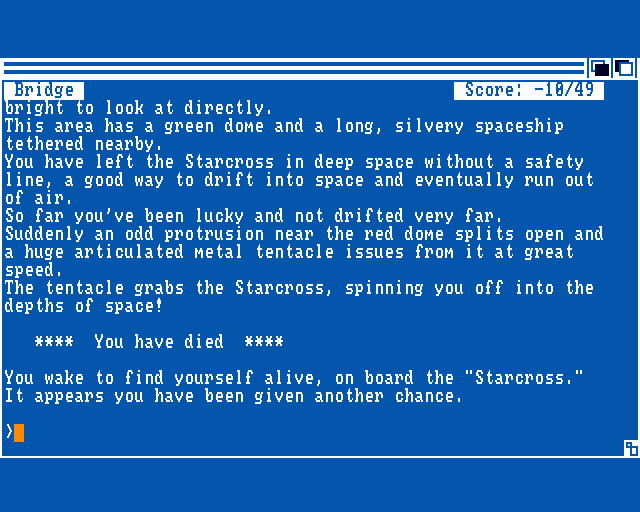 Bridge Score: -10/49
bright to look at directly.
This area has a green dome and a long, silvery spaceship
tethered nearby.
You have left the Starcross in deep space without a safety
line, a good way to drift into space and eventually run out
of air.
So far you've been lucky and not drifted very far.
Suddenly an odd protrusion near the red dome splits open and
a huge articulated metal tentacle issues from it at great
speed.
The tentacle grabs the Starcross, spinning you off into the
depths of space!
**** You have died ****
You wake to find yourself alive, on board the "Starcross."
It appears you have been given another chance.
>